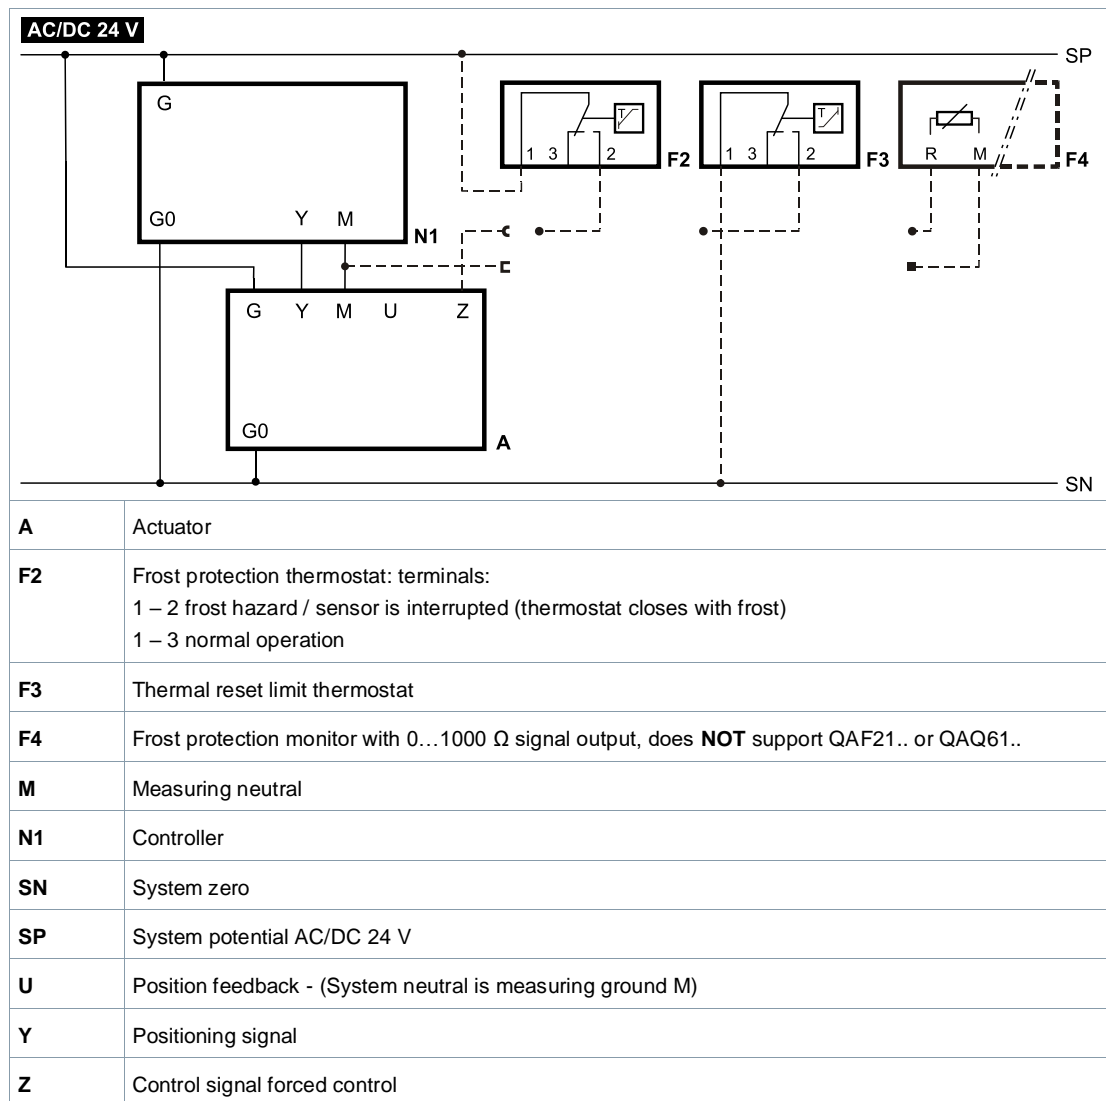 AC/DC 24 V
SP
G
G0 Y M
N1
1 3 T 2
F2
1 3 T 2
F3
R M
F4
G Y M U Z
G0
A
SN
A Actuator
F2 Frost protection thermostat: terminals:
1 – 2 frost hazard / sensor is interrupted (thermostat closes with frost)
1 – 3 normal operation
F3 Thermal reset limit thermostat
F4 Frost protection monitor with 0…1000 Ω signal output, does NOT support QAF21.. or QAQ61..
M Measuring neutral
N1 Controller
SN System zero
SP System potential AC/DC 24 V
U Position feedback - (System neutral is measuring ground M)
Y Positioning signal
Z Control signal forced control